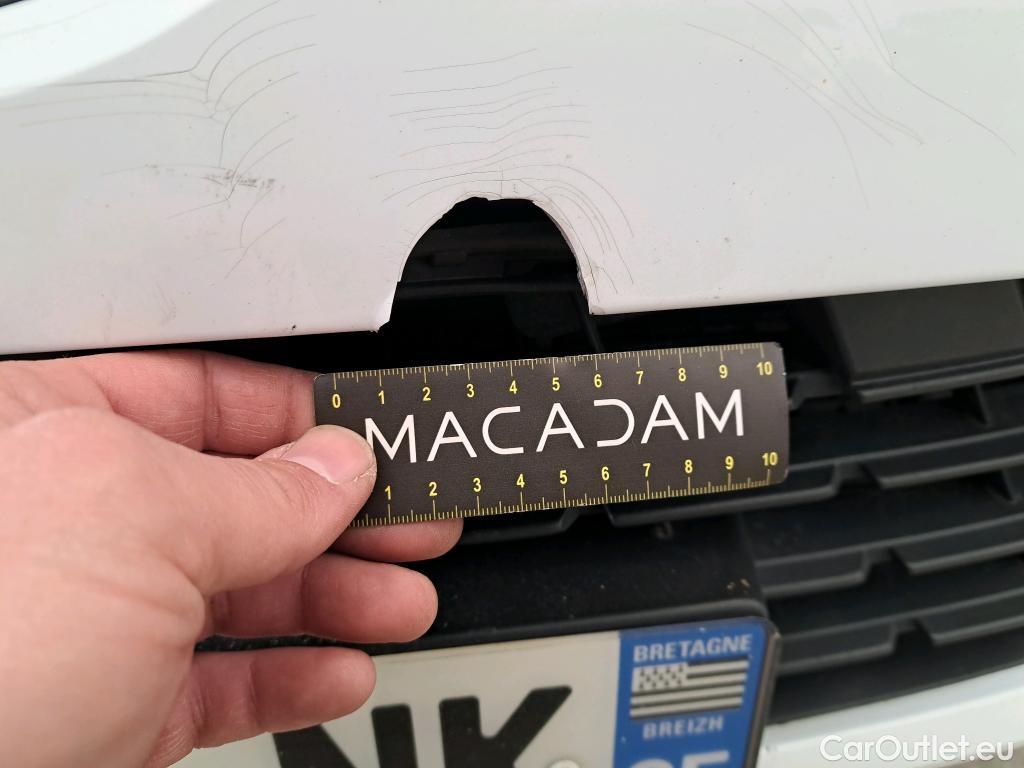 0 1 2 3 4 5 6 7 8 9 10
MACADAM
1 2 3 4 5 6 7 8 9 10
BRETAGNE
BREIZH
NK
CarOutlet.eu